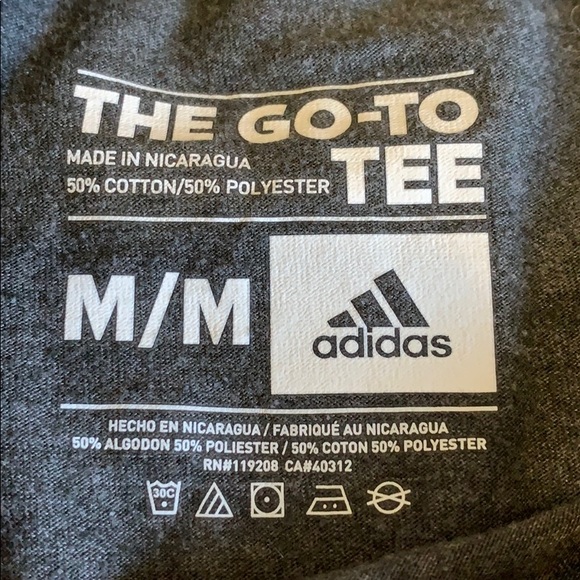 THE GO-TO
TEE
MADE IN NICARAGUA
50% COTTON/50% POLYESTER
M/M
adidas
HECHO EN NICARAGUA / FABRIQUÉ AU NICARAGUA
50% ALGODON 50% POLIESTER / 50% COTON 50% POLYESTER
RN#119208 CA#40312
30C